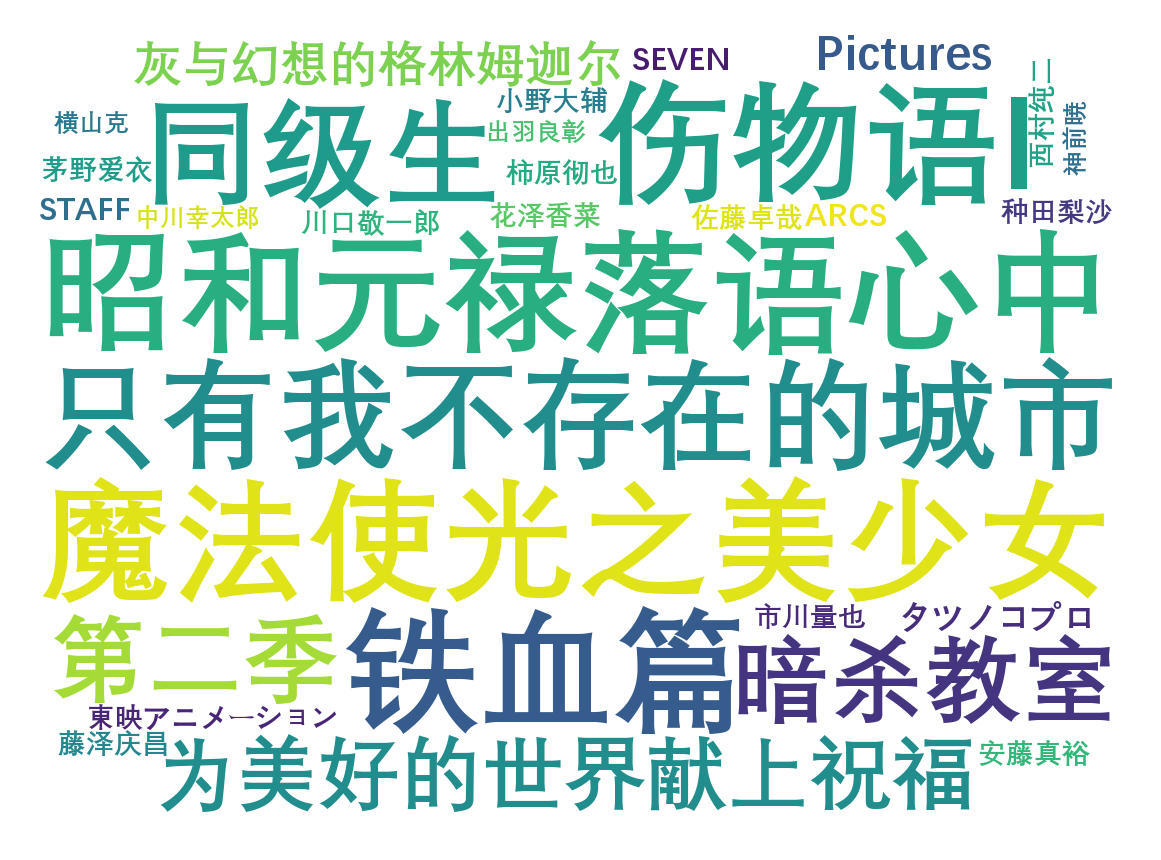 灰与幻想的格林姆迦尔 SEVEN Pictures
横山克 同级生 小野大辅 伤物语I 西村纯二 神前暁
出羽良彰
茅野爱衣 柿原彻也
STAFF 中川幸太郎 川口敬一郎 花泽香菜 佐藤卓哉 ARCS 种田梨沙
昭和元禄落语心中
只有我不存在的城市
魔法使光之美少女
第二季 铁血篇 市川量也 タツノコプロ
暗杀教室
東映アニメーション
藤泽庆昌 为美好的世界献上祝福 安藤真裕